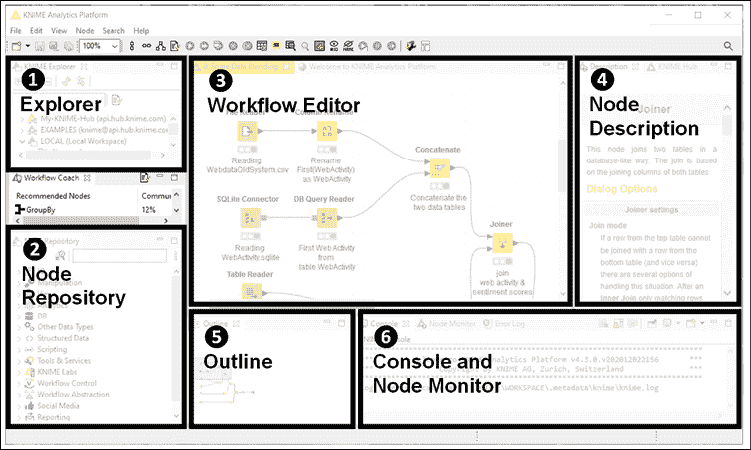 KNIME Analytics Platform
File Edit View Node Search Help
100%
1
KNIME Explorer
Explorer
My-KNIME-Hub (api.hub.knime.com)
EXAMPLES (knime@api.hub.knime.com)
LOCAL (Local Workspace)
Workflow Coach
Recommended Nodes Commu
GroupBy 12%
2
Repository
Node
Repository
Manipulation
DB
Other Data Types
Structured Data
Scripting
Tools & Services
KNIME Labs
Workflow Control
Workflow Abstraction
Social Media
Reporting
3
Data Blending Welcome to KNIME Analytics Platform
Workflow Editor
File Reader
Reading
WebdataOldSystem.csv
Rename
First(WebActivity)
as WebActivity
Concatenate
Concatenate the
two data tables
SQLite Connector DB Query Reader
Reading
WebActivity.sqlite
First WebActivity
from
table WebActivity
Joiner
join
web activity &
sentiment scores
Table Reader
4
Description KNIME Hub
Node
Description
Joiner
This node joins two tables in a
database-like way. The join is based
on the joining columns of both tables.
Dialog Options
Joiner settings
Join mode
If a row from the top table cannot
be joined with a row from the
bottom table (and vice versa)
there are several options of
handling this situation. After an
Inner Join only matching rows
5
Outline
Outline
6
Console Node Monitor Error Log
KNIME Console
Console and
Node Monitor
Analytics Platform v4.3.0.v202012022156 ***
by KNIME AG, Zurich, Switzerland ***
WORKSPACE\.metadata\knime\knime.log